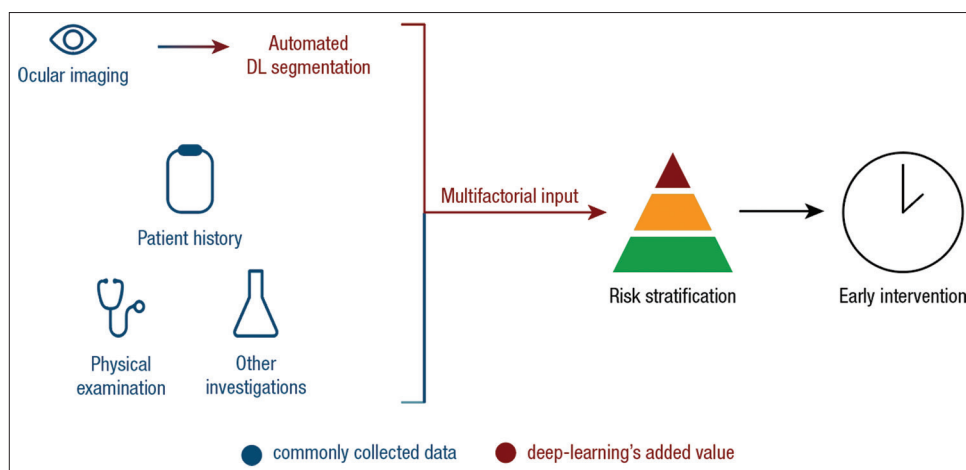 Ocular imaging
Automated
DL segmentation
Patient history
Physical
examination
Other
investigations
Multifactorial input
Risk stratification
Early intervention
commonly collected data
deep-learning's added value